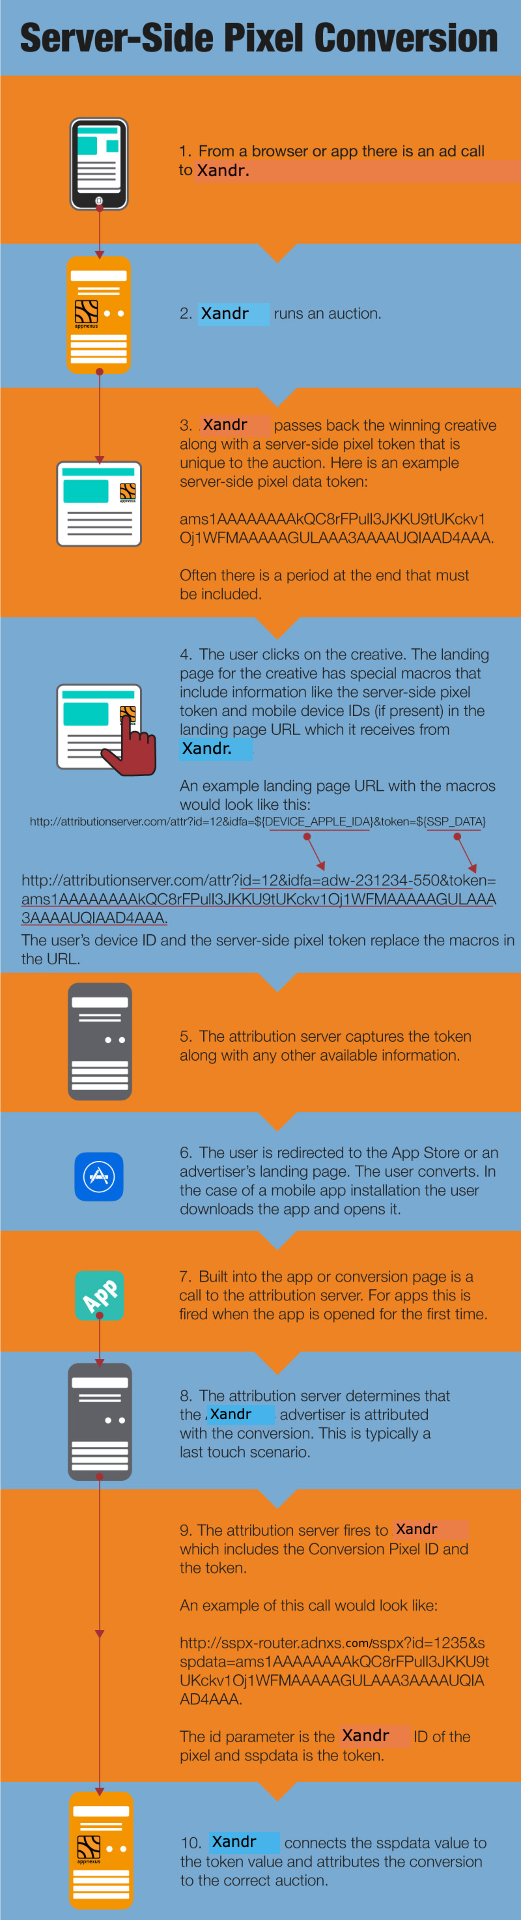 Server-Side Pixel Conversion
1. From a browser or app there is an ad call
to Xandr.
appnexus
2. Xandr runs an auction.
3. Xandr passes back the winning creative
along with a server-side pixel token that is
unique to the auction. Here is an example
server-side pixel data token:
ams1AAAAAAAAkQC8rFPuII3JKKU9tUKckv1
Oj1WFMAAAAAGULAAA3AAAAUQIAAD4AAA.
Often there is a period at the end that must
be included.
4. The user clicks on the creative. The landing
page for the creative has special macros that
include information like the server-side pixel
token and mobile device IDs (if present) in the
landing page URL which it receives from
Xandr.
An example landing page URL with the macros
would look like this:
http://attributionserver.com/attr?id=12&idfa=${DEVICE_APPLE_IDA}&token=${SSP_DATA}
http://attributionserver.com/attr?id=12&idfa=adw-231234-550&token=
ams1AAAAAAAAkQC8rFPuII3JKKU9tUKckv1Oj1WFMAAAAAGULAAA
3AAAAUQIAAD4AAA.
The user's device ID and the server-side pixel token replace the macros in
the URL.
5. The attribution server captures the token
along with any other available information.
6. The user is redirected to the App Store or an
advertiser's landing page. The user converts. In
the case of a mobile app installation the user
downloads the app and opens it.
App
7. Built into the app or conversion page is a
call to the attribution server. For apps this is
fired when the app is opened for the first time.
8. The attribution server determines that
the Xandr advertiser is attributed
with the conversion. This is typically a
last touch scenario.
9. The attribution server fires to Xandr
which includes the Conversion Pixel ID and
the token.
An example of this call would look like:
http://sspx-router.adnxs.com/sspx?id=1235&s
spdata=ams1AAAAAAAAkQC8rFPuII3JKKU9t
UKckv1Oj1WFMAAAAAGULAAA3AAAAUQIA
AD4AAA.
The id parameter is the Xandr ID of the
pixel and sspdata is the token.
appnexus
10. Xandr connects the sspdata value to
the token value and attributes the conversion
to the correct auction.